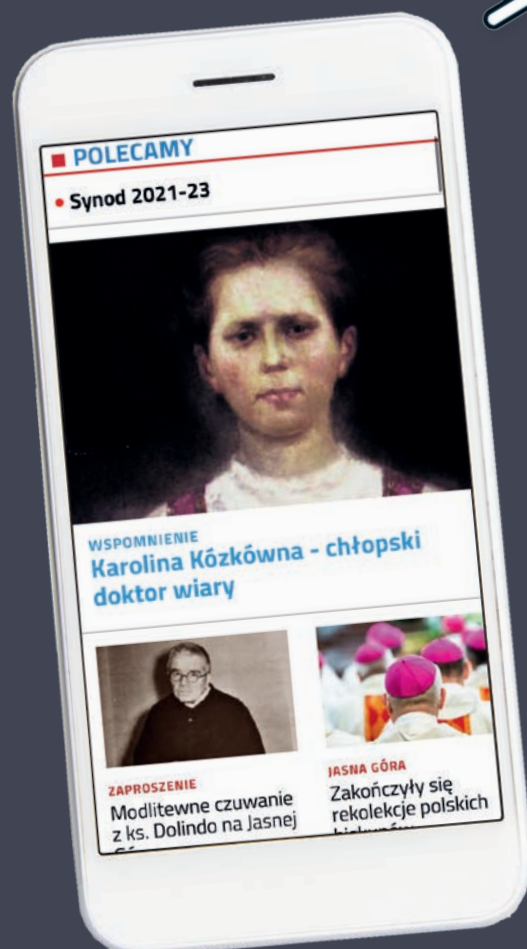 POLECAMY
Synod 2021-23
WSPOMNIENIE
Karolina Kózkówna - chłopski
doktor wiary
ZAPROSZENIE
Modlitewne czuwanie
z ks. Dolindo na Jasnej
JASNA GÓRA
Zakończyły się
rekolekcje polskich